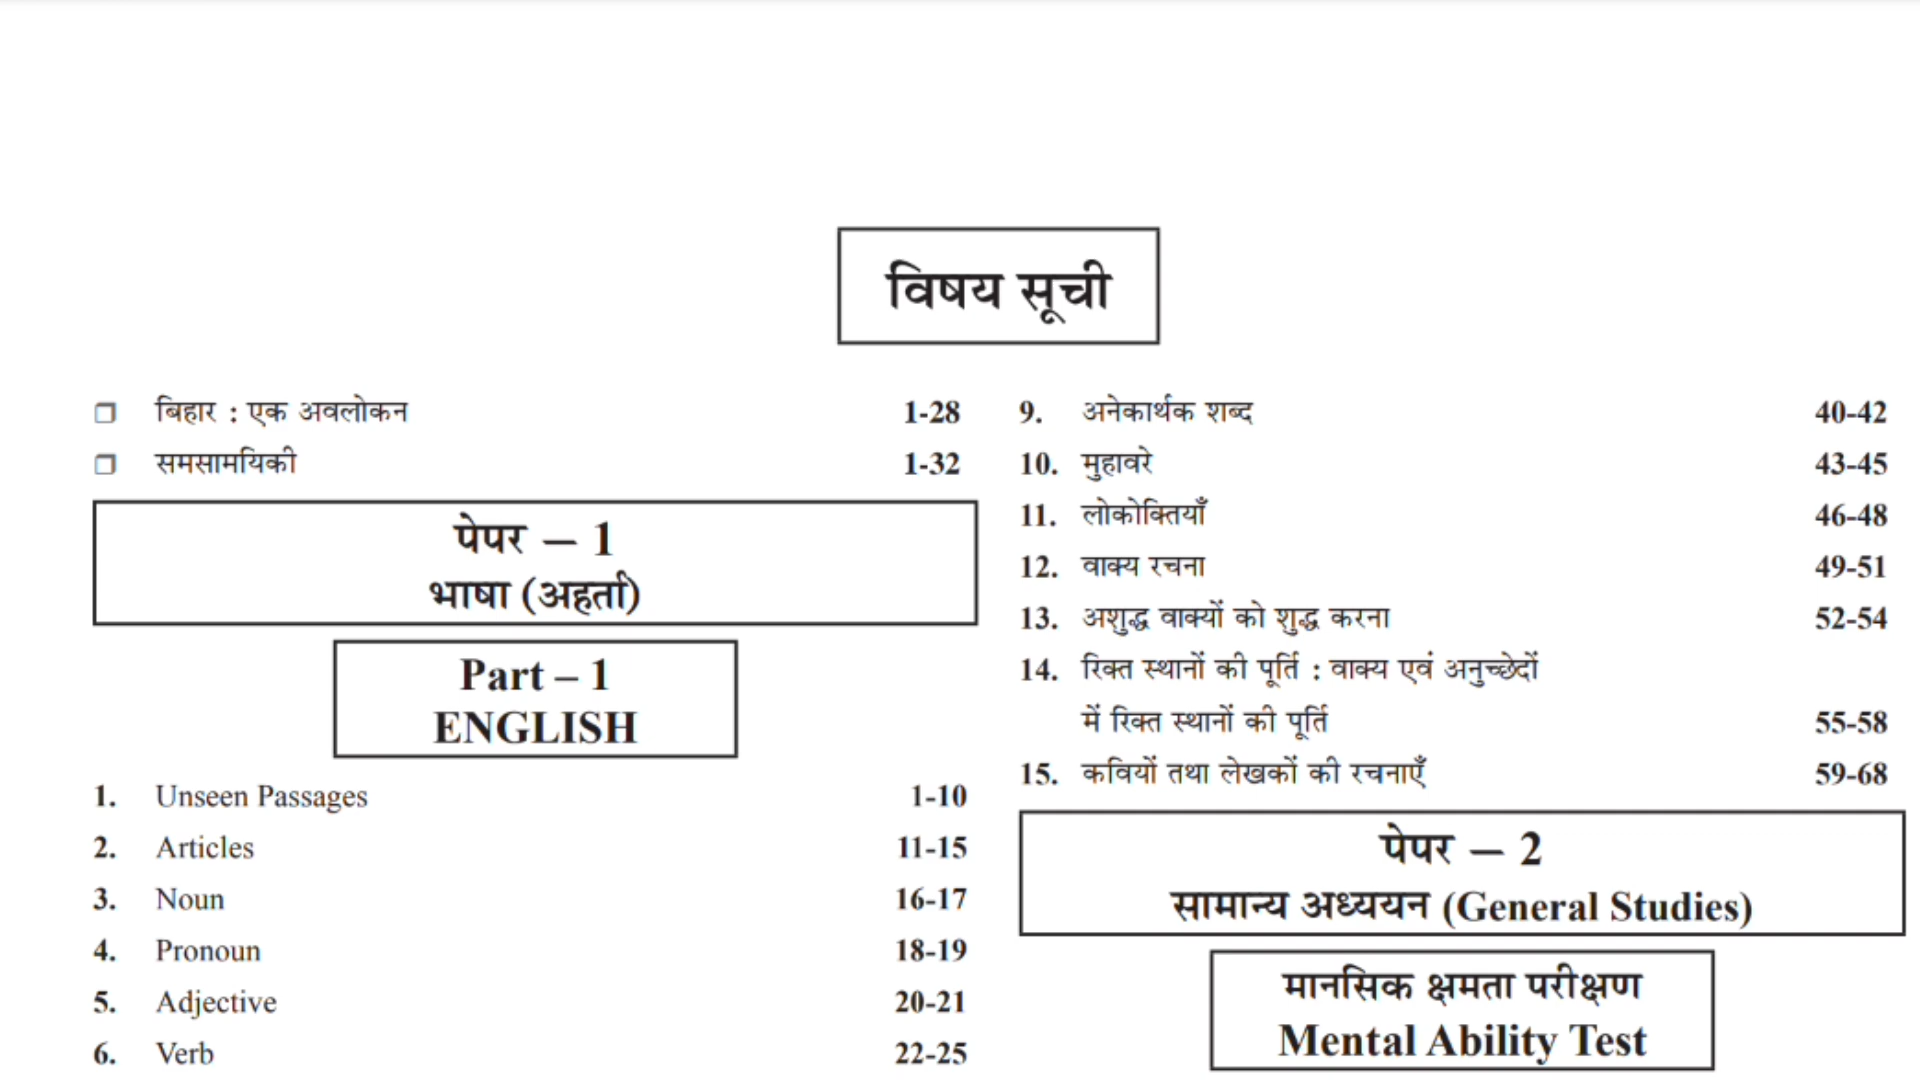 विषय सूची
❐ बिहार : एक अवलोकन 1-28
❐ समसामयिकी 1-32
पेपर – 1
भाषा (अहर्ता)
Part – 1
ENGLISH
1. Unseen Passages 1-10
2. Articles 11-15
3. Noun 16-17
4. Pronoun 18-19
5. Adjective 20-21
6. Verb 22-25
9. अनेकार्थक शब्द 40-42
10. मुहावरे 43-45
11. लोकोक्तियाँ 46-48
12. वाक्य रचना 49-51
13. अशुद्ध वाक्यों को शुद्ध करना 52-54
14. रिक्त स्थानों की पूर्ति : वाक्य एवं अनुच्छेदों
में रिक्त स्थानों की पूर्ति 55-58
15. कवियों तथा लेखकों की रचनाएँ 59-68
पेपर – 2
सामान्य अध्ययन (General Studies)
मानसिक क्षमता परीक्षण
Mental Ability Test